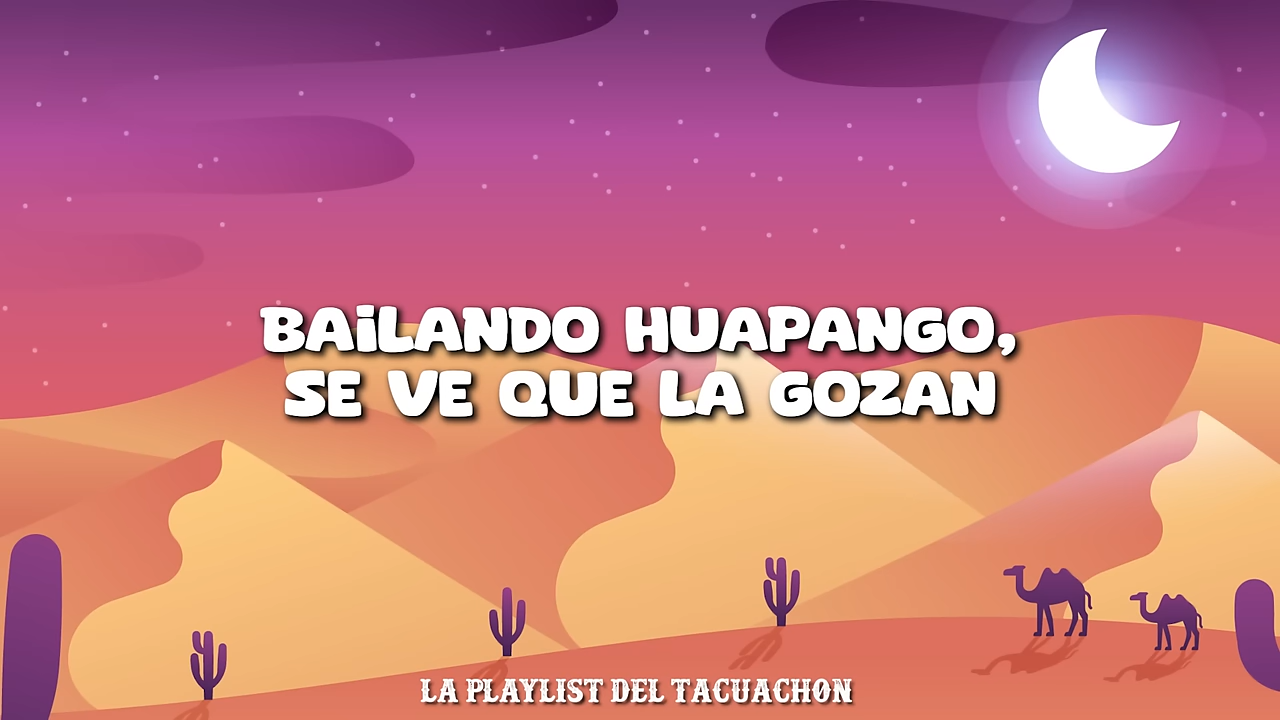 BAiLANDO HUAPANGO,
SE VE QUE LA GOZAN
LA PLAYLIST DEL TACUACHON